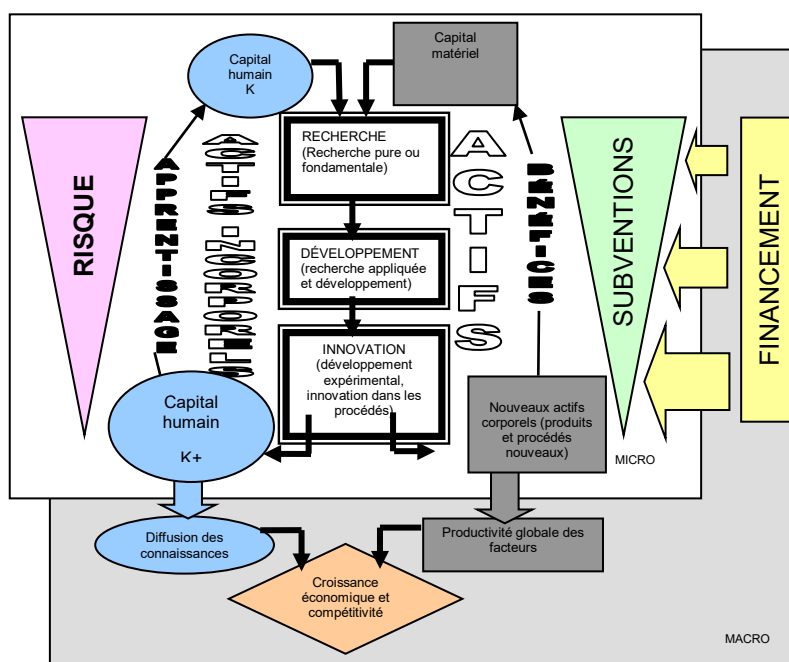 Capital
humain
K
Capital
matériel
RISQUE
APPRENTISSAGE
ACTIFS INCORPORELS
RECHERCHE
(Recherche pure ou
fondamentale)
DÉVELOPPEMENT
(recherche appliquée
et développement)
INNOVATION
(développement
expérimental,
innovation dans les
procédés)
ACTIFS
BENEFICES
SUBVENTIONS
FINANCEMENT
Capital
humain
K+
Nouveaux actifs
corporels (produits
et procédés
nouveaux)
MICRO
Diffusion des
connaissances
Productivité globale des
facteurs
Croissance
économique et
compétitivité
MACRO